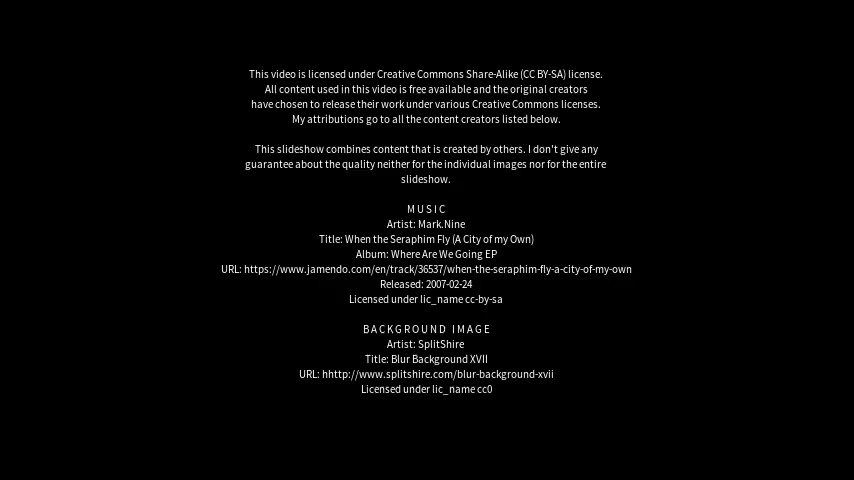 This video is licensed under Creative Commons Share-Alike (CC BY-SA) license.
All content used in this video is free available and the original creators
have chosen to release their work under various Creative Commons licenses.
My attributions go to all the content creators listed below.
This slideshow combines content that is created by others. I don't give any
guarantee about the quality neither for the individual images nor for the entire
slideshow.
MUSIC
Artist: Mark.Nine
Title: When the Seraphim Fly (A City of my Own)
Album: Where Are We Going EP
URL: https://www.jamendo.com/en/track/36537/when-the-seraphim-fly-a-city-of-my-own
Released: 2007-02-24
Licensed under lic_name cc-by-sa
BACKGROUND IMAGE
Artist: SplitShire
Title: Blur Background XVII
URL: hhttp://www.splitshire.com/blur-background-xvii
Licensed under lic_name cc0